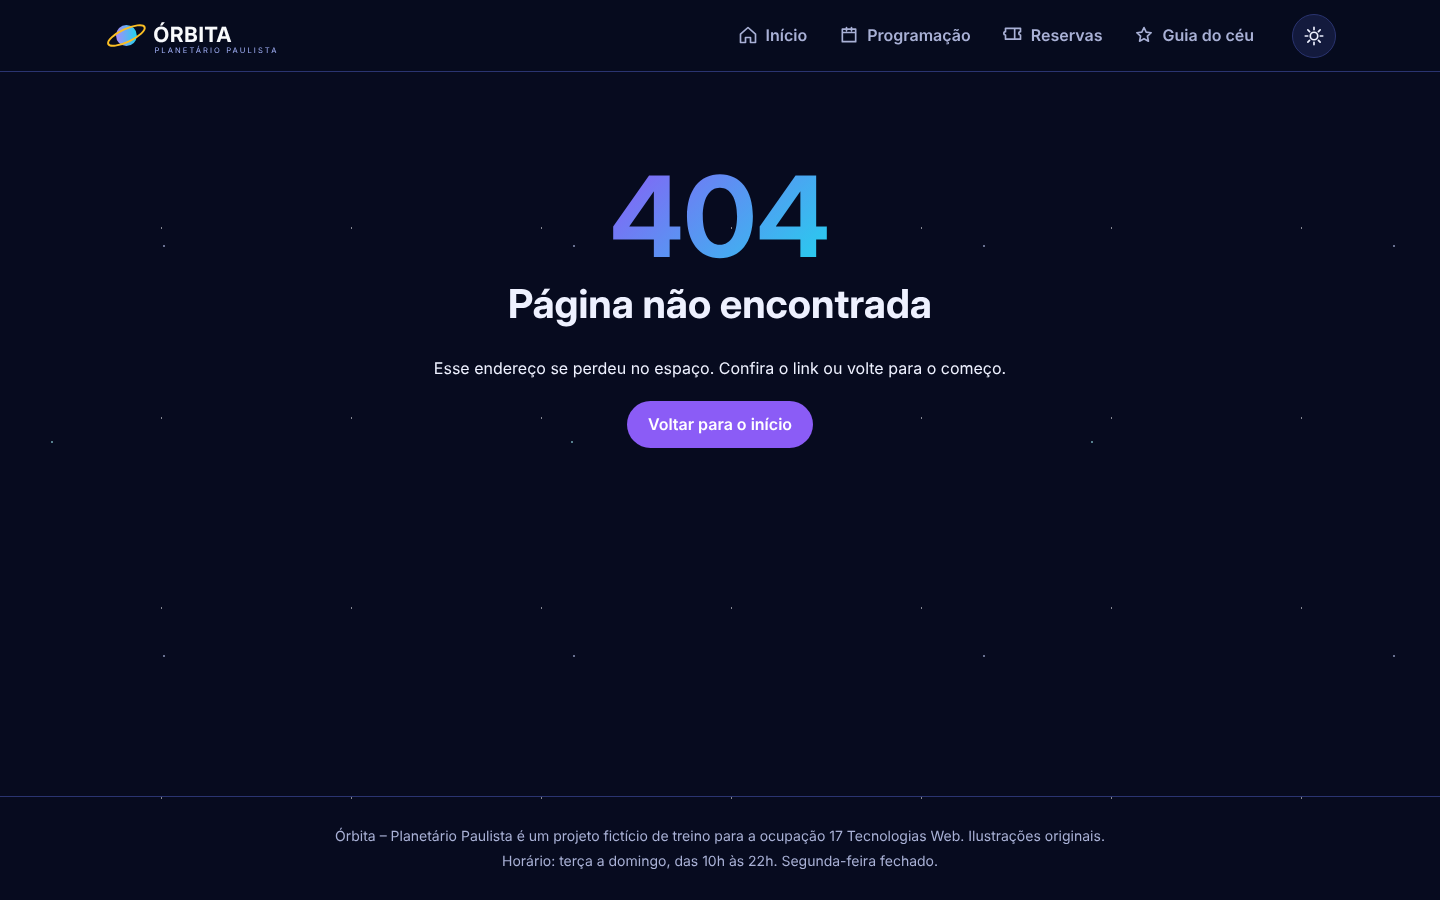 ÓRBITA
PLANETÁRIO PAULISTA
Início
Programação
Reservas
Guia do céu
404
Página não encontrada
Esse endereço se perdeu no espaço. Confira o link ou volte para o começo.
Voltar para o início
Órbita – Planetário Paulista é um projeto fictício de treino para a ocupação 17 Tecnologias Web. Ilustrações originais.
Horário: terça a domingo, das 10h às 22h. Segunda-feira fechado.